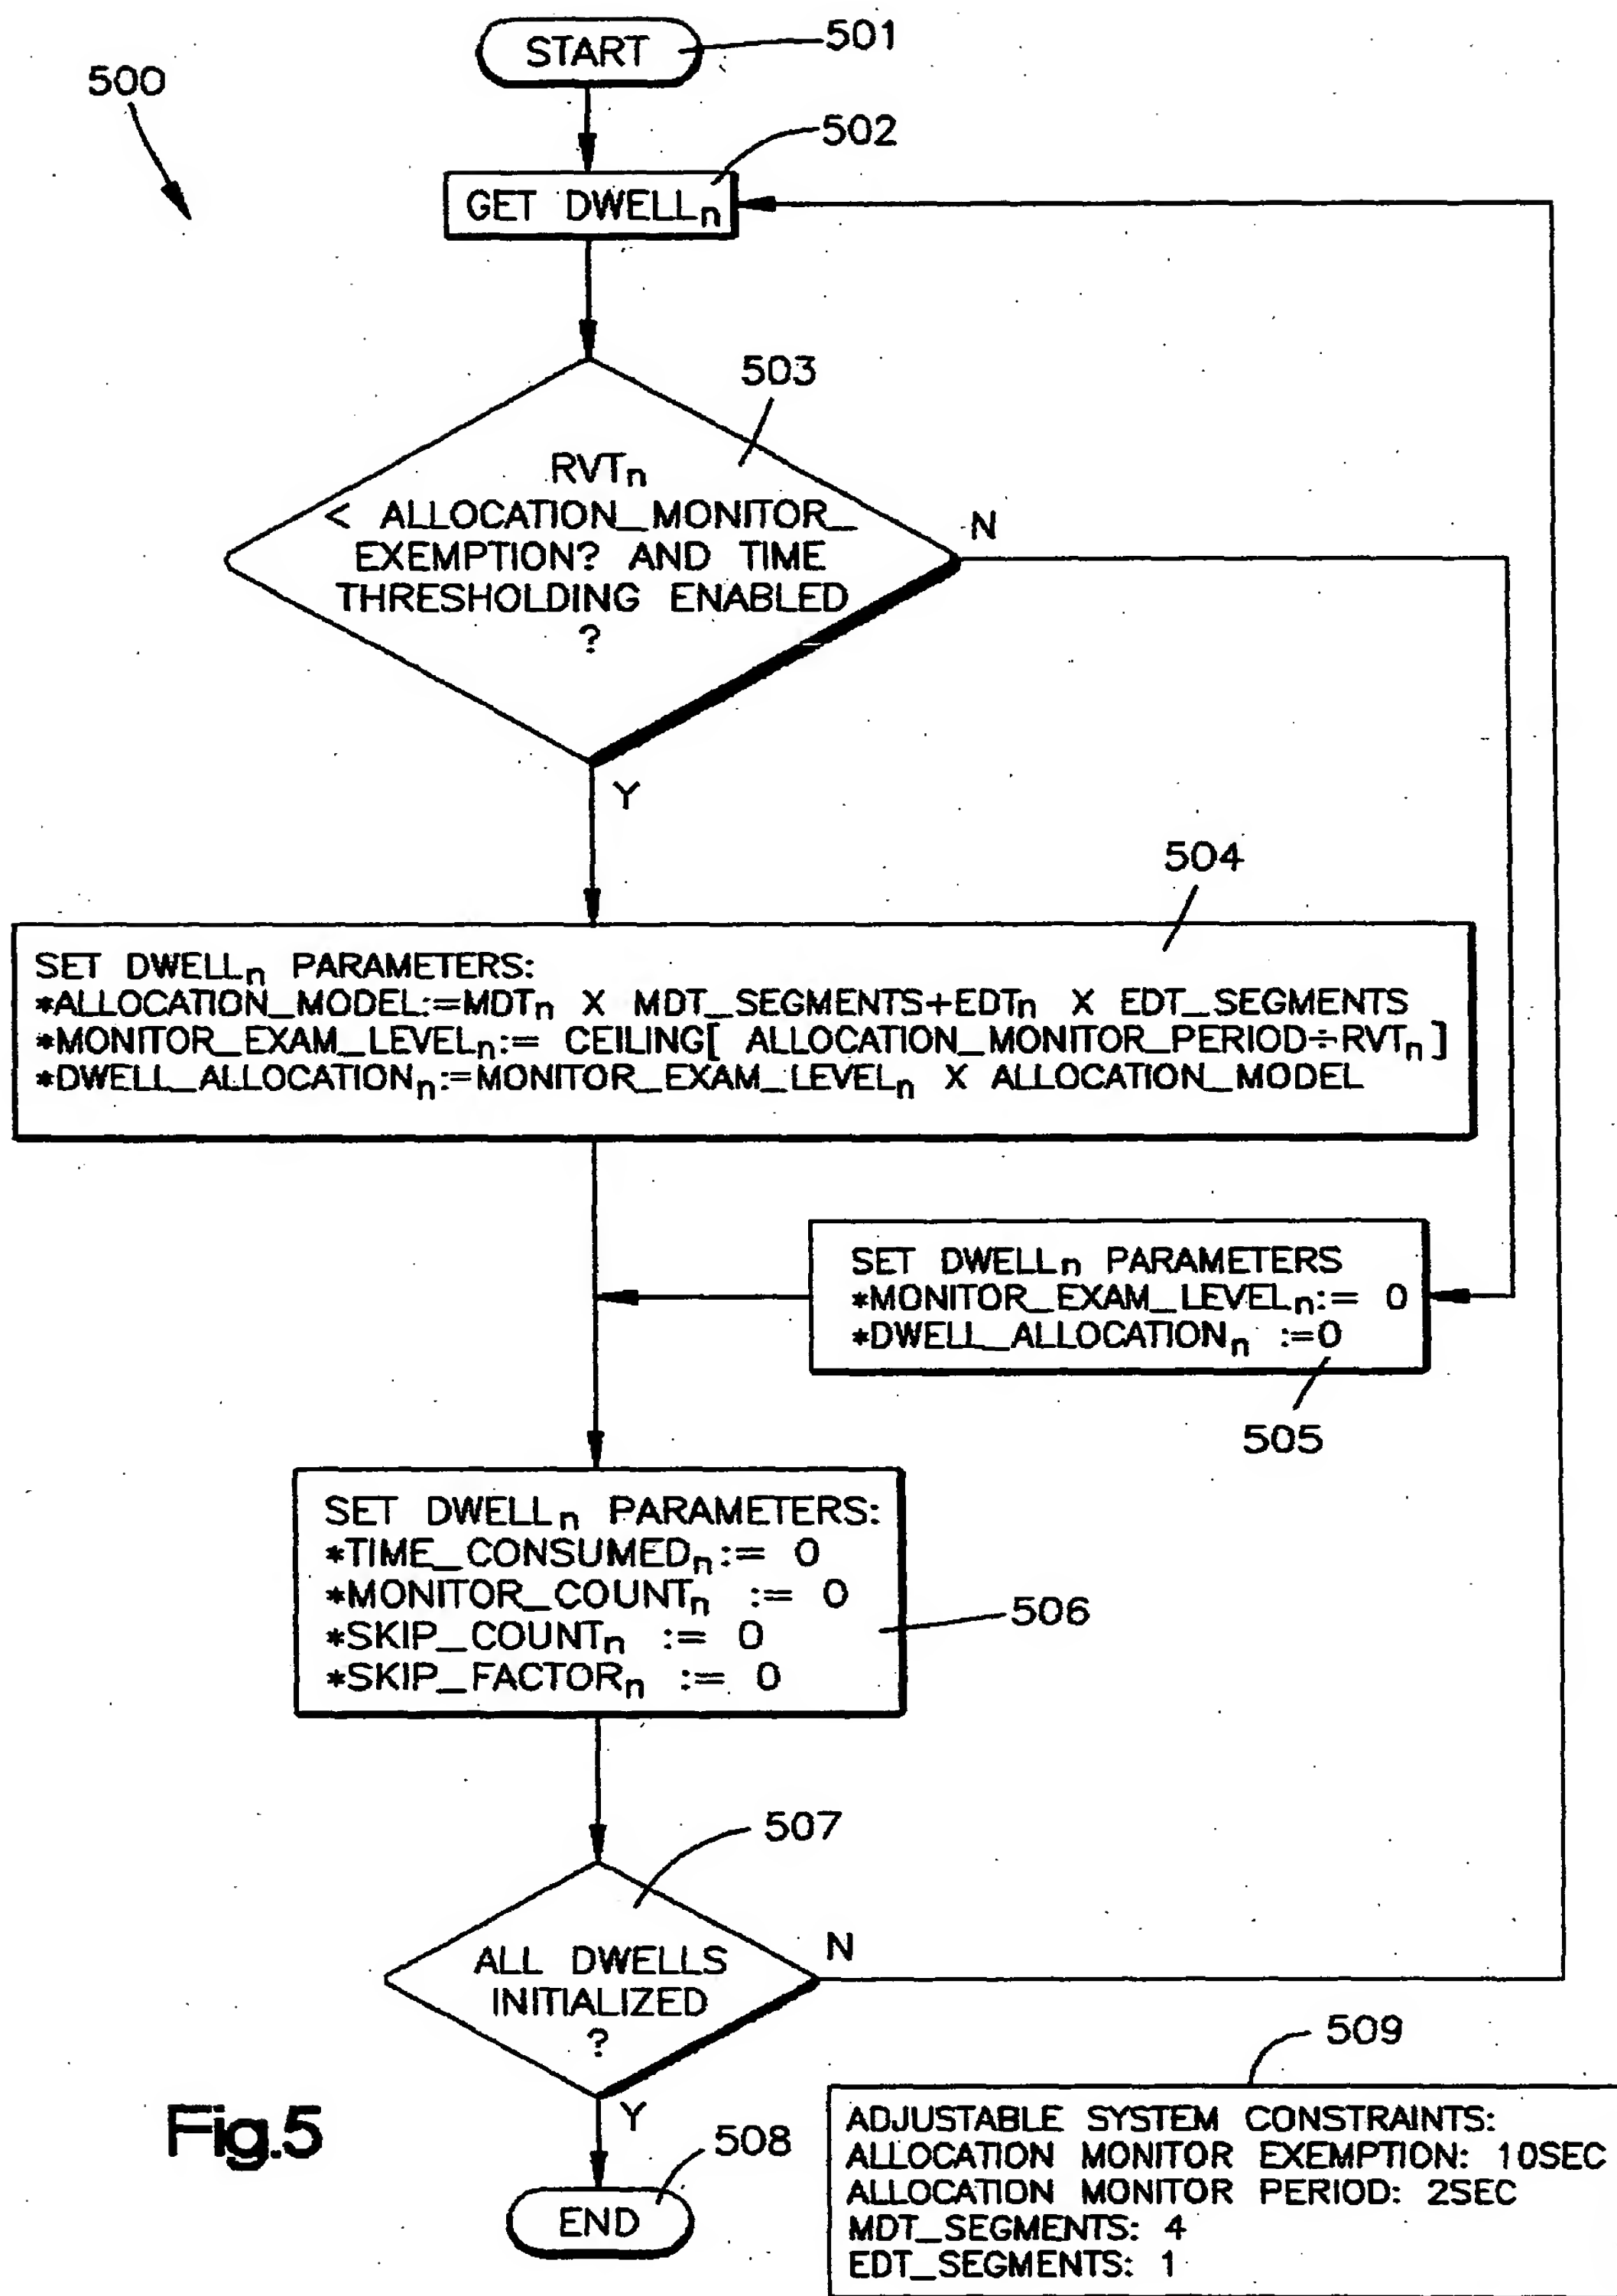 START
501
500
502
GET DWELLn
503
RVTn
< ALLOCATION_MONITOR_
EXEMPTION? AND TIME
THRESHOLDING ENABLED
?
N
Y
504
SET DWELLn PARAMETERS:
*ALLOCATION_MODEL:=MDTn X MDT_SEGMENTS+EDTn X EDT_SEGMENTS
*MONITOR_EXAM_LEVELn:= CEILING[ ALLOCATION_MONITOR_PERIOD÷RVTn ]
*DWELL_ALLOCATIONn:=MONITOR_EXAM_LEVELn X ALLOCATION_MODEL
SET DWELLn PARAMETERS
*MONITOR_EXAM_LEVELn:= 0
*DWELL_ALLOCATIONn :=0
505
SET DWELLn PARAMETERS:
*TIME_CONSUMEDn:= 0
*MONITOR_COUNTn := 0
*SKIP_COUNTn := 0
*SKIP_FACTORn := 0
506
507
ALL DWELLS
INITIALIZED
?
N
Y
508
END
509
ADJUSTABLE SYSTEM CONSTRAINTS:
ALLOCATION MONITOR EXEMPTION: 10SEC
ALLOCATION MONITOR PERIOD: 2SEC
MDT_SEGMENTS: 4
EDT_SEGMENTS: 1
Fig.5